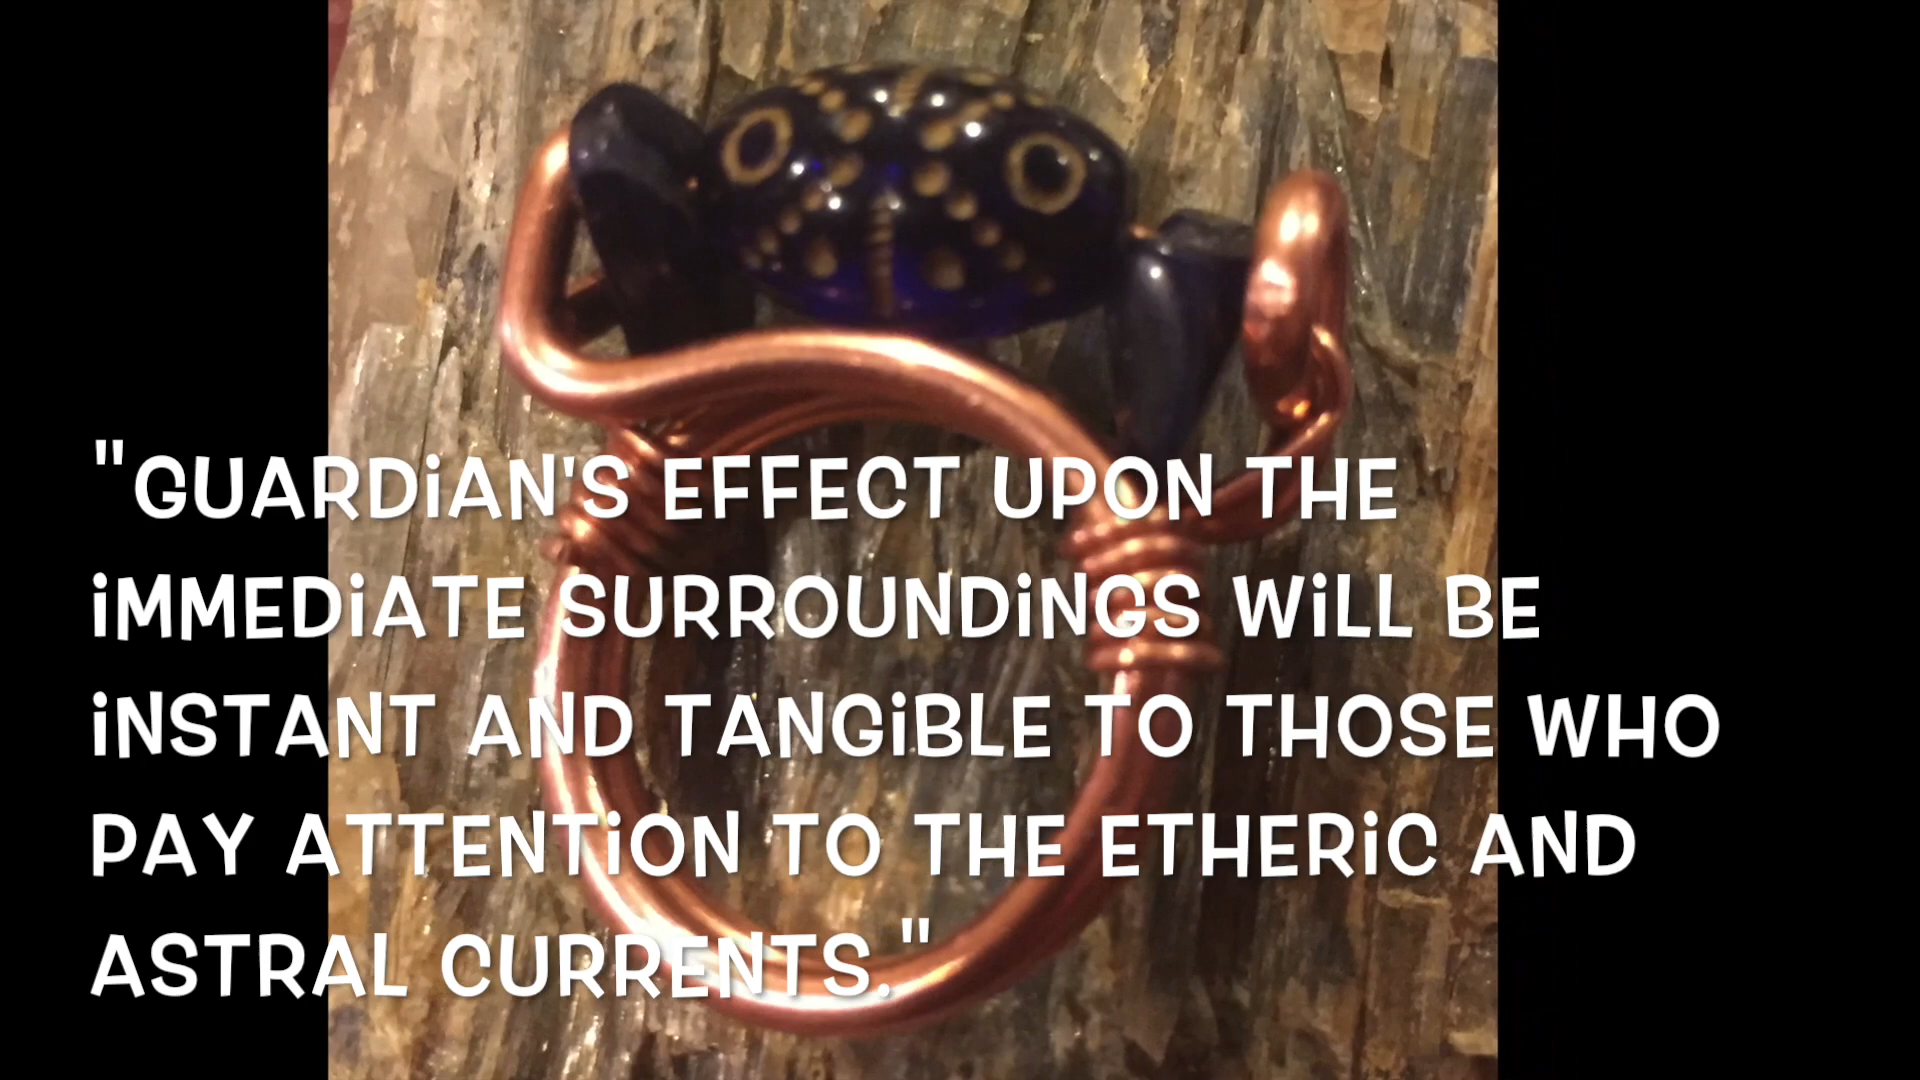 "GUARDiAN'S EFFECT UPON THE
iMMEDiATE SURROUNDiNGS WiLL BE
iNSTANT AND TANGiBLE TO THOSE WHO
PAY ATTENTiON TO THE ETHERiC AND
ASTRAL CURRENTS."